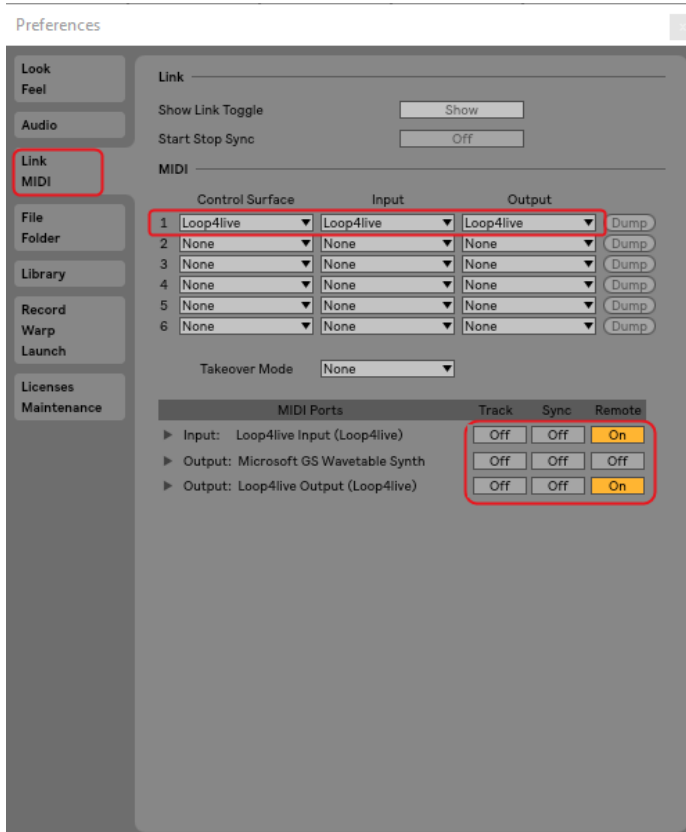 Preferences
Look
Feel
Audio
Link
MIDI
File
Folder
Library
Record
Warp
Launch
Licenses
Maintenance
Link
Show Link Toggle Show
Start Stop Sync Off
MIDI
Control Surface Input Output
1 Loop4live Loop4live Loop4live Dump
2 None None None Dump
3 None None None Dump
4 None None None Dump
5 None None None Dump
6 None None None Dump
Takeover Mode None
MIDI Ports Track Sync Remote
Input: Loop4live Input (Loop4live) Off Off On
Output: Microsoft GS Wavetable Synth Off Off Off
Output: Loop4live Output (Loop4live) Off Off On